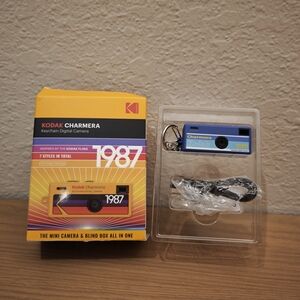 KODAK CHARMERA
Keychain Digital Camera
INSPIRED BY THE KODAK FLING
7 STYLES IN TOTAL
1987
Kodak Charmera
1987
THE MINI CAMERA & BLIND BOX ALL IN ONE
Charmera